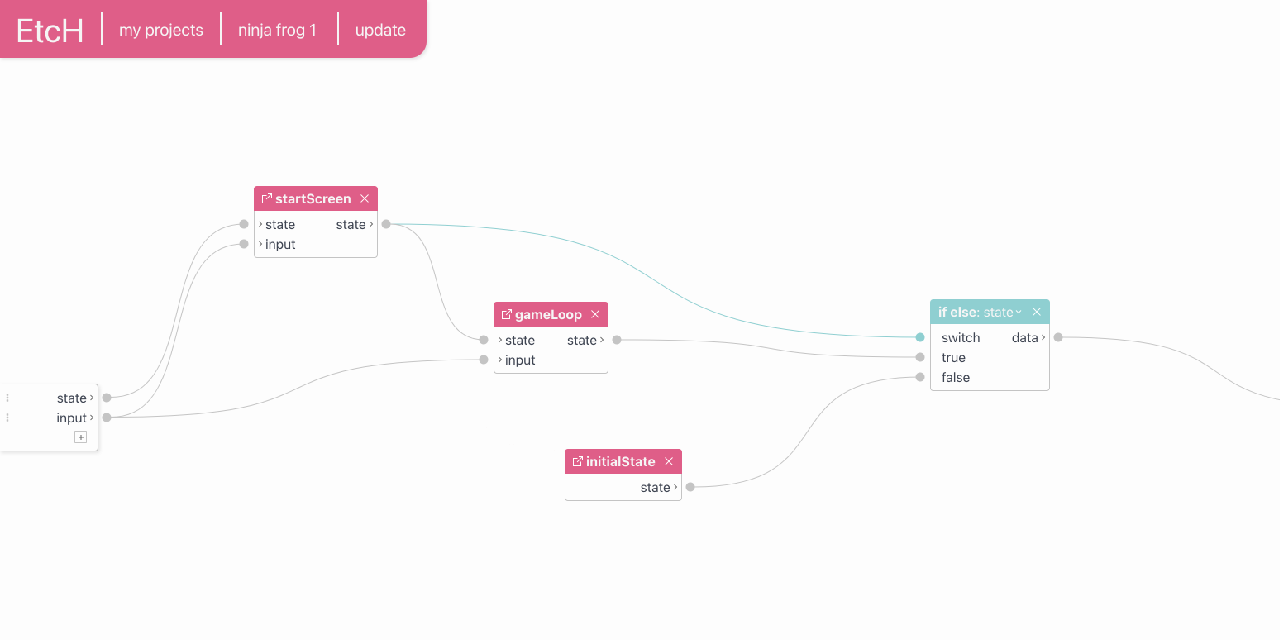 EtcH
my projects
ninja frog 1
update
startScreen
state state
input
gameLoop
state state
input
if else: state
switch data
true
false
state
input
initialState
state